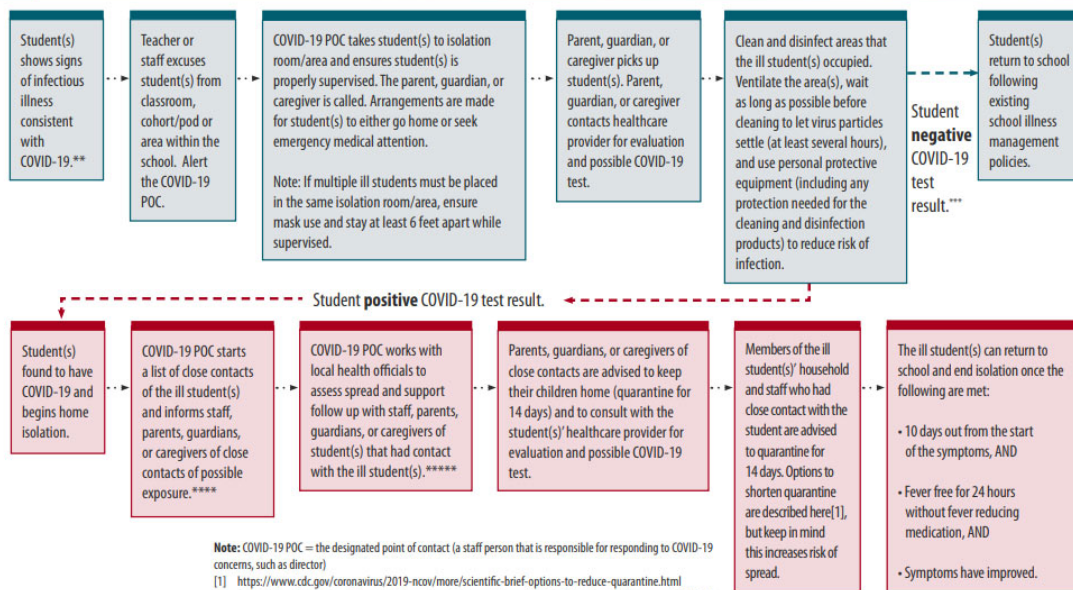 Student(s)
shows signs
of infectious
illness
consistent
with
COVID-19.**
Teacher or
staff excuses
student(s) from
classroom,
cohort/pod or
area within the
school. Alert
the COVID-19
POC.
COVID-19 POC takes student(s) to isolation
room/area and ensures student(s) is
properly supervised. The parent, guardian, or
caregiver is called. Arrangements are made
for student(s) to either go home or seek
emergency medical attention.
Note: If multiple ill students must be placed
in the same isolation room/area, ensure
mask use and stay at least 6 feet apart while
supervised.
Parent, guardian, or
caregiver picks up
student(s). Parent,
guardian, or caregiver
contacts healthcare
provider for evaluation
and possible COVID-19
test.
Clean and disinfect areas that
the ill student(s) occupied.
Ventilate the area(s), wait
as long as possible before
cleaning to let virus particles
settle (at least several hours),
and use personal protective
equipment (including any
protection needed for the
cleaning and disinfection
products) to reduce risk of
infection.
Student
negative
COVID-19
test
result.***
Student(s)
return to school
following
existing
school illness
management
policies.
Student positive COVID-19 test result.
Student(s)
found to have
COVID-19 and
begins home
isolation.
COVID-19 POC starts
a list of close contacts
of the ill student(s)
and informs staff,
parents, guardians,
or caregivers of close
contacts of possible
exposure.****
COVID-19 POC works with
local health officials to
assess spread and support
follow up with staff, parents,
guardians, or caregivers of
student(s) that had contact
with the ill student(s).*****
Parents, guardians, or caregivers of
close contacts are advised to keep
their children home (quarantine for
14 days) and to consult with the
student(s)' healthcare provider for
evaluation and possible COVID-19
test.
Members of the ill
student(s)' household
and staff who had
close contact with the
student are advised
to quarantine for
14 days. Options to
shorten quarantine
are described here[1],
but keep in mind
this increases risk of
spread.
The ill student(s) can return to
school and end isolation once the
following are met:
• 10 days out from the start
of the symptoms, AND
• Fever free for 24 hours
without fever reducing
medication, AND
• Symptoms have improved.
Note: COVID-19 POC = the designated point of contact (a staff person that is responsible for responding to COVID-19
concerns, such as director)
[1] https://www.cdc.gov/coronavirus/2019-ncov/more/scientific-brief-options-to-reduce-quarantine.html